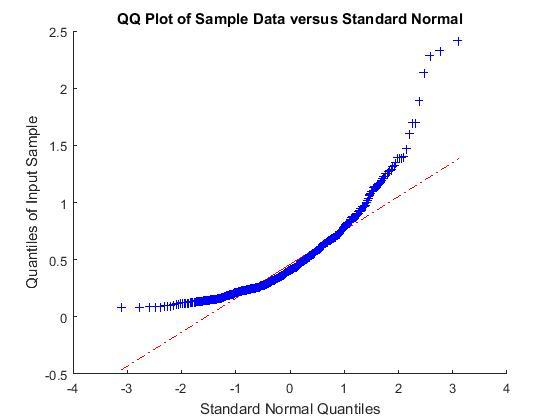 QQ Plot of Sample Data versus Standard Normal
2.5
2
1.5
1
0.5
0
-0.5
Quantiles of Input Sample
-4 -3 -2 -1 0 1 2 3 4
Standard Normal Quantiles